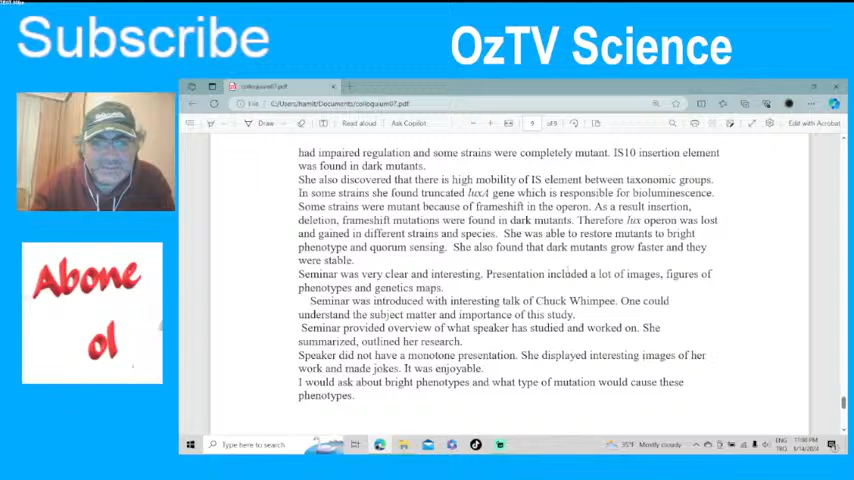 Subscribe
OzTV Science
colloquium07.pdf
File
C:/Users/hamit/Documents/colloquium07.pdf
Draw
Read aloud
Ask Copilot
9
of 9
Edit with Acrobat
had impaired regulation and some strains were completely mutant. IS10 insertion element
was found in dark mutants.
She also discovered that there is high mobility of IS element between taxonomic groups.
In some strains she found truncated luxA gene which is responsible for bioluminescence.
Some strains were mutant because of frameshift in the operon. As a result insertion,
deletion, frameshift mutations were found in dark mutants. Therefore lux operon was lost
and gained in different strains and species. She was able to restore mutants to bright
phenotype and quorum sensing. She also found that dark mutants grow faster and they
were stable.
Seminar was very clear and interesting. Presentation included a lot of images, figures of
phenotypes and genetics maps.
Seminar was introduced with interesting talk of Chuck Whimpee. One could
understand the subject matter and importance of this study.
Seminar provided overview of what speaker has studied and worked on. She
summarized, outlined her research.
Speaker did not have a monotone presentation. She displayed interesting images of her
work and made jokes. It was enjoyable.
I would ask about bright phenotypes and what type of mutation would cause these
phenotypes.
Abone
ol
Type here to search
Mostly cloudy
ENG
TRQ